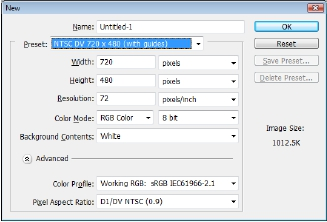 New
Name: Untitled-1
OK
Preset: NTSC DV 720 x 480 (with guides)
Reset
Width: 720 pixels
Save Preset...
Height: 480 pixels
Delete Preset...
Resolution: 72 pixels/inch
Color Mode: RGB Color 8 bit
Background Contents: White
Image Size:
1012.5K
Advanced
Color Profile: Working RGB: sRGB IEC61966-2.1
Pixel Aspect Ratio: D1/DV NTSC (0.9)